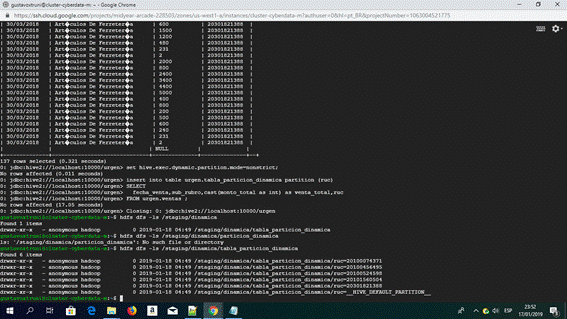 gustavovtruni@cluster-cyberdata-m: ~ - Google Chrome
https://ssh.cloud.google.com/projects/midyear-arcade-228503/zones/us-west1-a/instances/cluster-cyberdata-m?authuser=0&hl=pt_BR&projectNumber=1063004521775
30/03/2018 | Art�culos De Ferreter�a | 600 | 20301821388 |
30/03/2018 | Art�culos De Ferreter�a | 1500 | 20301821388 |
30/03/2018 | Art�culos De Ferreter�a | 1200 | 20301821388 |
30/03/2018 | Art�culos De Ferreter�a | 480 | 20301821388 |
30/03/2018 | Art�culos De Ferreter�a | 231 | 20301821388 |
30/03/2018 | Art�culos De Ferreter�a | 2 | 20301821388 |
30/03/2018 | Art�culos De Ferreter�a | 2000 | 20301821388 |
30/03/2018 | Art�culos De Ferreter�a | 800 | 20301821388 |
30/03/2018 | Art�culos De Ferreter�a | 2400 | 20301821388 |
30/03/2018 | Art�culos De Ferreter�a | 3400 | 20301821388 |
30/03/2018 | Art�culos De Ferreter�a | 4400 | 20301821388 |
30/03/2018 | Art�culos De Ferreter�a | 5000 | 20301821388 |
30/03/2018 | Art�culos De Ferreter�a | 400 | 20301821388 |
30/03/2018 | Art�culos De Ferreter�a | 800 | 20301821388 |
30/03/2018 | Art�culos De Ferreter�a | 200 | 20301821388 |
30/03/2018 | Art�culos De Ferreter�a | 500 | 20301821388 |
30/03/2018 | Art�culos De Ferreter�a | 600 | 20301821388 |
30/03/2018 | Art�culos De Ferreter�a | 240 | 20301821388 |
30/03/2018 | Art�culos De Ferreter�a | 231 | 20301821388 |
30/03/2018 | Art�culos De Ferreter�a | 2 | 20301821388 |
| | NULL | |
137 rows selected (0.321 seconds)
0: jdbc:hive2://localhost:10000/urgen> set hive.exec.dynamic.partition.mode=nonstrict;
No rows affected (0.011 seconds)
0: jdbc:hive2://localhost:10000/urgen> insert into table urgen.tabla_particion_dinamica partition (ruc)
0: jdbc:hive2://localhost:10000/urgen> SELECT
0: jdbc:hive2://localhost:10000/urgen> fecha_venta,sub_rubro,cast(monto_total as int) as venta_total,ruc
0: jdbc:hive2://localhost:10000/urgen> FROM urgen.ventas ;
No rows affected (17.05 seconds)
0: jdbc:hive2://localhost:10000/urgen> Closing: 0: jdbc:hive2://localhost:10000/urgen
gustavovtruni@cluster-cyberdata-m:~$ hdfs dfs -ls /staging/dinamica
Found 1 items
drwxr-xr-x - anonymous hadoop 0 2019-01-18 04:49 /staging/dinamica/tabla_particion_dinamica
gustavovtruni@cluster-cyberdata-m:~$ hdfs dfs -ls /staging/dinamica/particion_dinamica
ls: `/staging/dinamica/particion_dinamica': No such file or directory
gustavovtruni@cluster-cyberdata-m:~$ hdfs dfs -ls /staging/dinamica/tabla_particion_dinamica
Found 6 items
drwxr-xr-x - anonymous hadoop 0 2019-01-18 04:49 /staging/dinamica/tabla_particion_dinamica/ruc=20100074371
drwxr-xr-x - anonymous hadoop 0 2019-01-18 04:49 /staging/dinamica/tabla_particion_dinamica/ruc=20100454495
drwxr-xr-x - anonymous hadoop 0 2019-01-18 04:49 /staging/dinamica/tabla_particion_dinamica/ruc=20100524598
drwxr-xr-x - anonymous hadoop 0 2019-01-18 04:49 /staging/dinamica/tabla_particion_dinamica/ruc=20101560504
drwxr-xr-x - anonymous hadoop 0 2019-01-18 04:49 /staging/dinamica/tabla_particion_dinamica/ruc=20301821388
drwxr-xr-x - anonymous hadoop 0 2019-01-18 04:49 /staging/dinamica/tabla_particion_dinamica/ruc=__HIVE_DEFAULT_PARTITION__
gustavovtruni@cluster-cyberdata-m:~$
ESP
23:52
17/01/2019